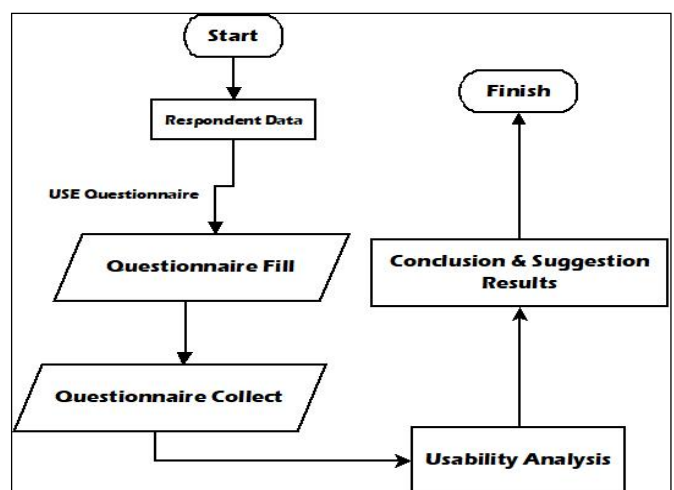 Start
Respondent Data
USE Questionnaire
Questionnaire Fill
Questionnaire Collect
Usability Analysis
Conclusion & Suggestion
Results
Finish